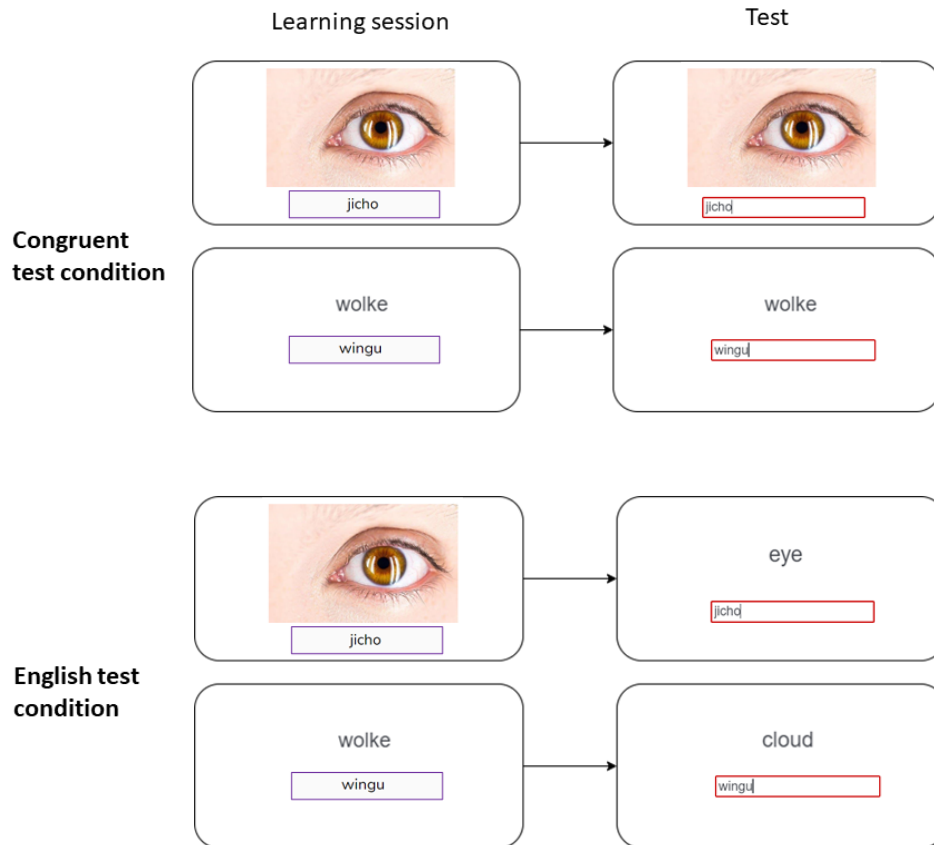 Learning session
Test
jicho
jicho
Congruent
test condition
wolke
wolke
wingu
wingu
eye
jicho
jicho
English test
condition
wolke
cloud
wingu
wingu